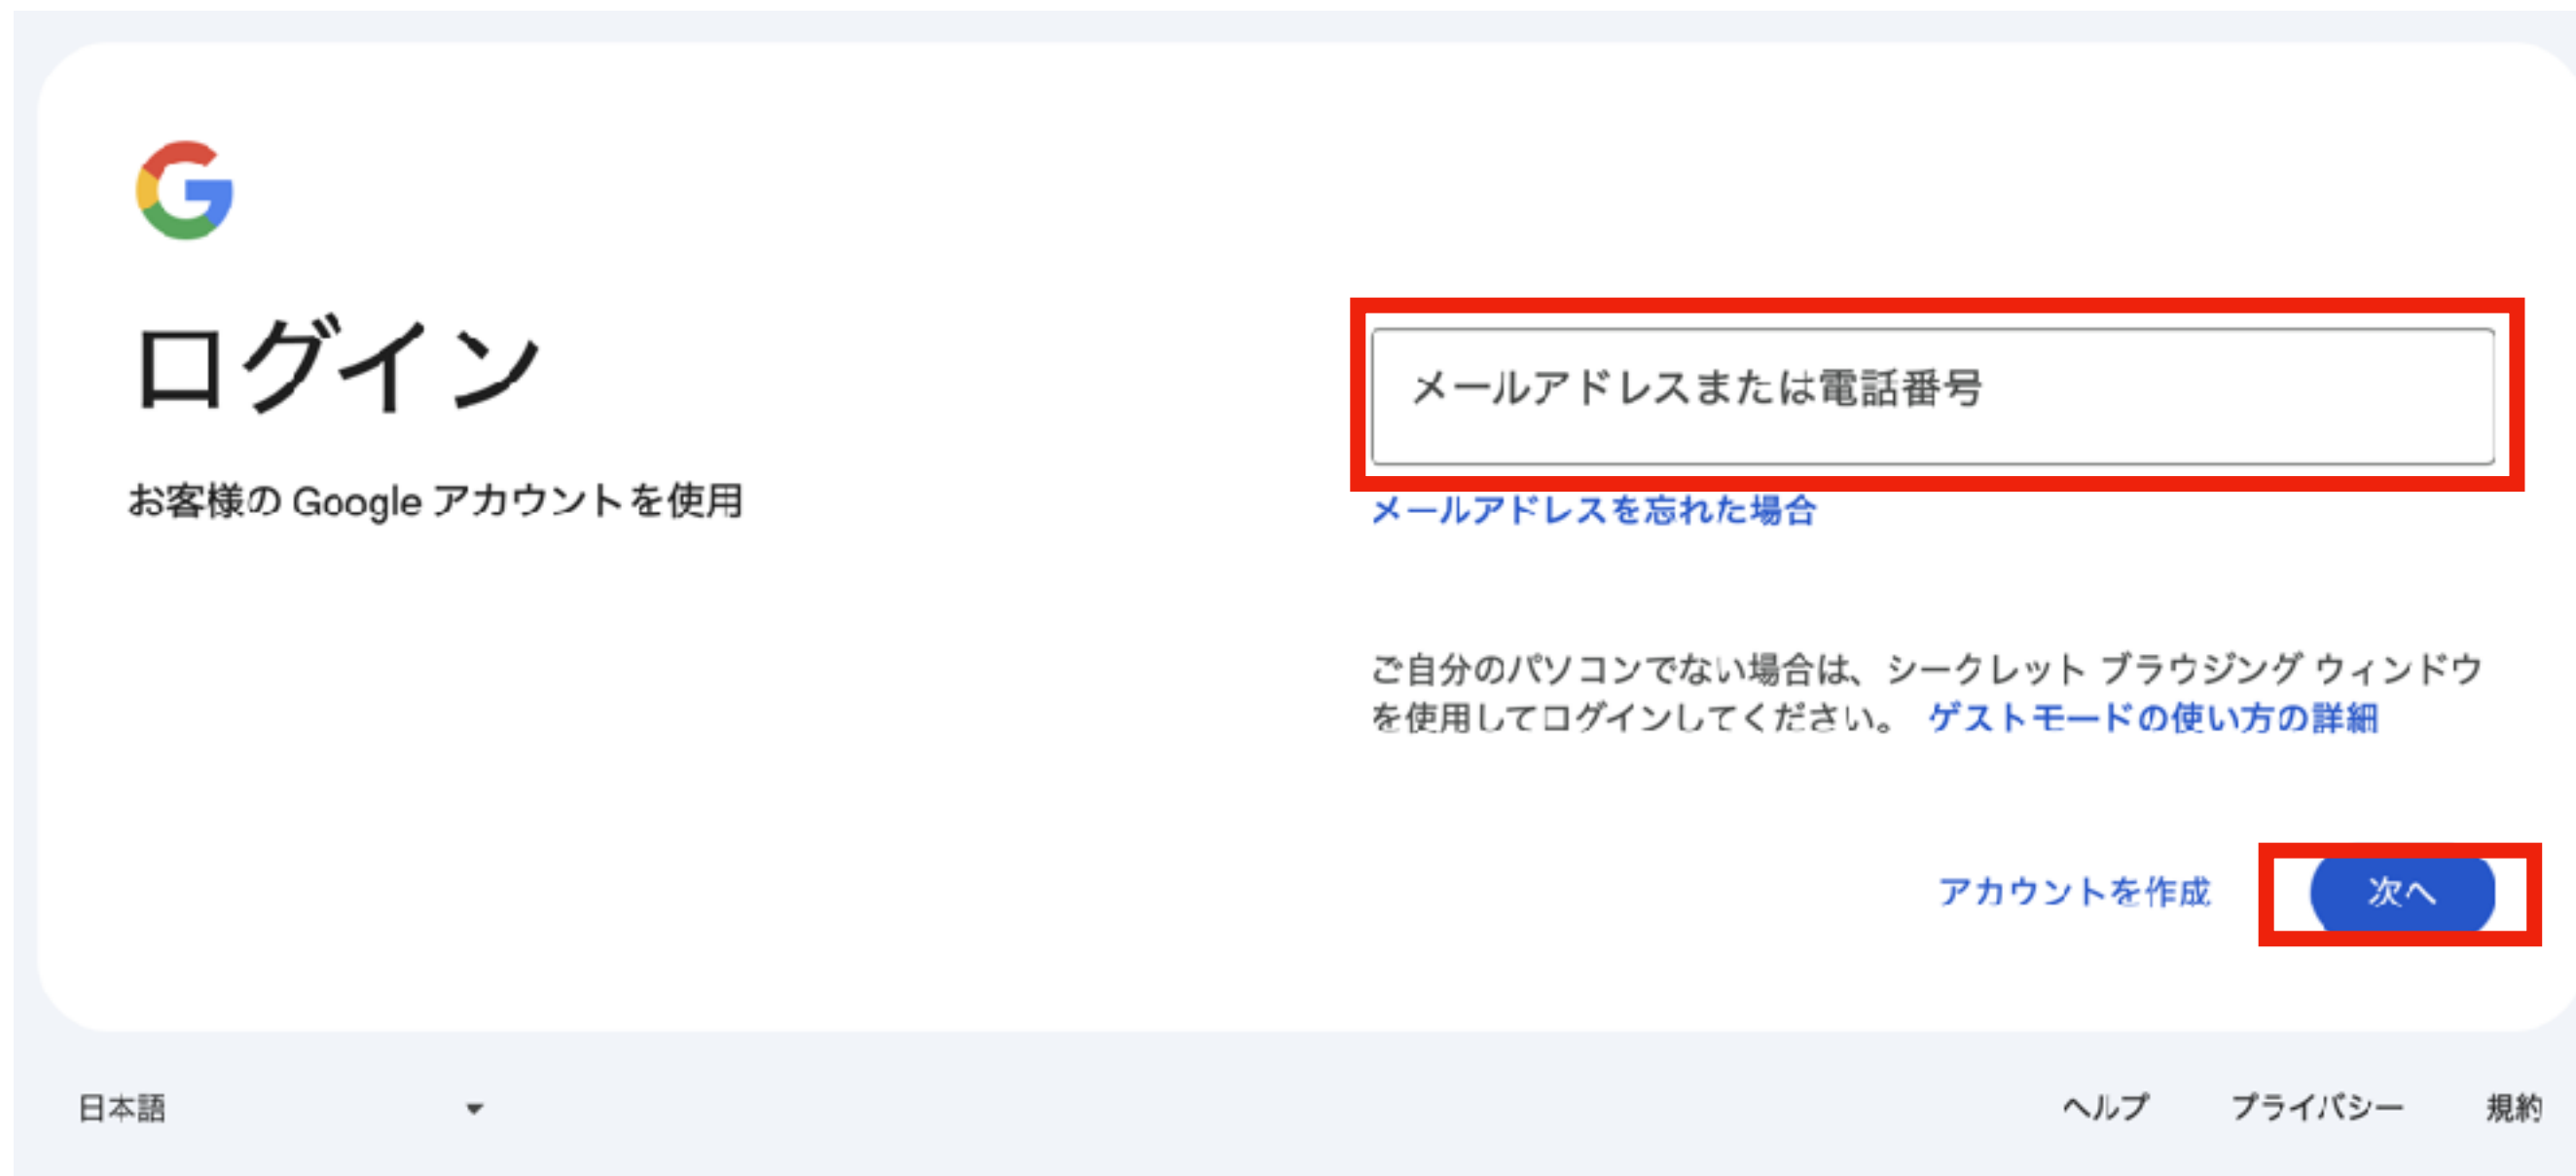 ログイン
お客様の Google アカウントを使用
メールアドレスまたは電話番号
メールアドレスを忘れた場合
ご自分のパソコンでない場合は、シークレット ブラウジング ウィンドウ
を使用してログインしてください。 ゲストモードの使い方の詳細
アカウントを作成
次へ
日本語
ヘルプ
プライバシー
規約